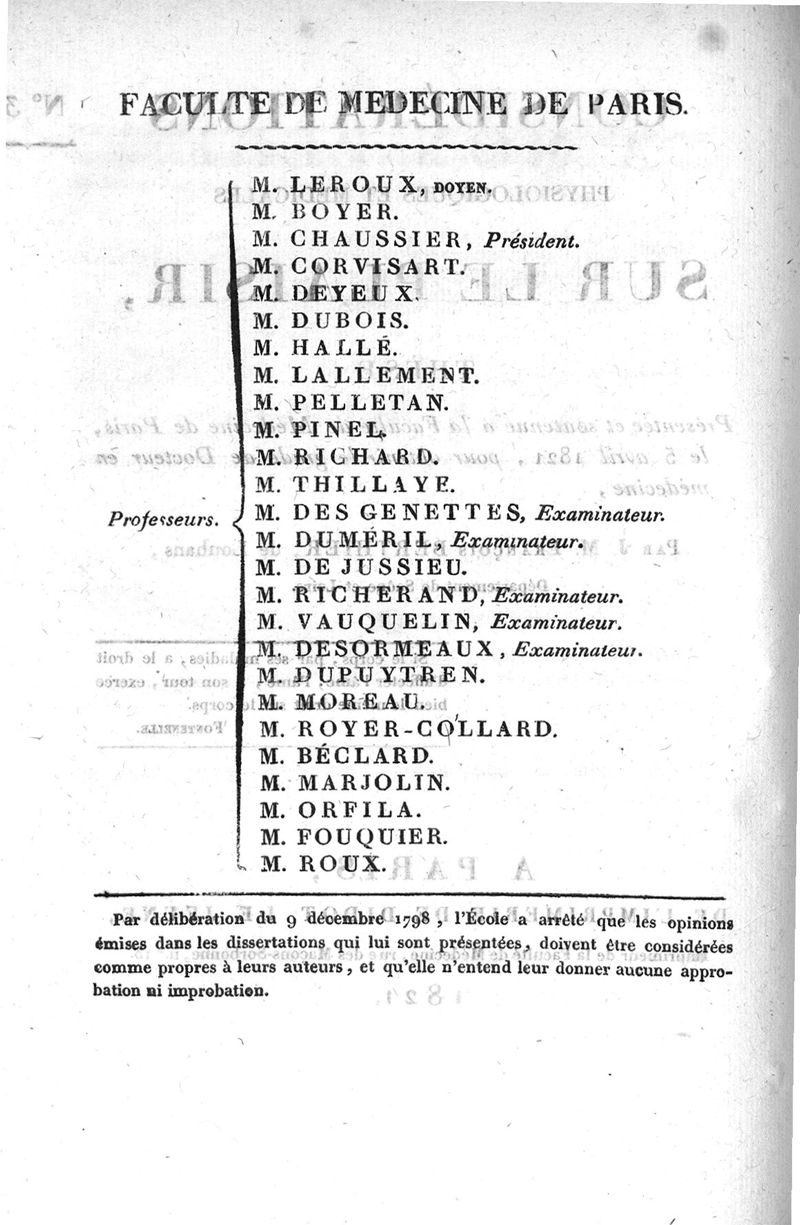 FACULTE DE MEDECINE DE PARIS.
M. LEROUX, DOYEN.
M. BOYER.
M. CHAUSSIER, Président.
M. CORVISART.
M. DEYEUX.
M. DUBOIS.
M. HALLÉ.
M. LALLEMENT.
M. PELLETAN.
M. PINEL.
M. RICHARD.
M. THILLAYE.
Professeurs. M. DES GENETTES, Examinateur.
M. DUMÉRIL, Examinateur.
M. DE JUSSIEU.
M. RICHERAND, Examinateur.
M. VAUQUELIN, Examinateur.
M. DESORMEAUX, Examinateur.
M. DUPUYTREN.
M. MOREAU.
M. ROYER-COLLARD.
M. BÉCLARD.
M. MARJOLIN.
M. ORFILA.
M. FOUQUIER.
M. ROUX.
Par délibération du 9 décembre 1798, l'École a arrêté que les opinions
émises dans les dissertations qui lui sont présentées, doivent être considérées
comme propres à leurs auteurs, et qu'elle n'entend leur donner aucune appro-
bation ni improbation.